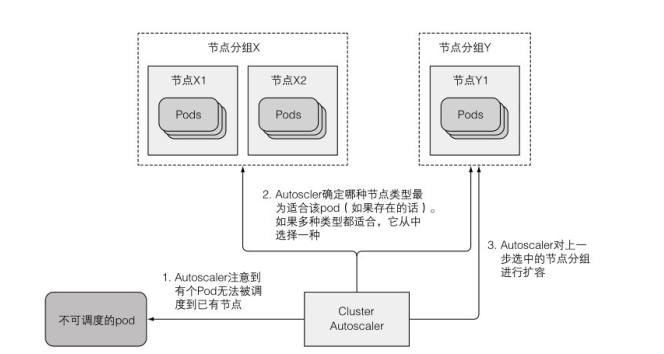 节点分组X
节点分组Y
节点X1
节点X2
节点Y1
Pods
Pods
Pods
2. Autoscler确定哪种节点类型最
为适合该pod（如果存在的话）。
如果多种类型都适合，它从中
选择一种
3. Autoscaler对上一
步选中的节点分组
进行扩容
1. Autoscaler注意到
有个Pod无法被调
度到已有节点
不可调度的pod
Cluster
Autoscaler